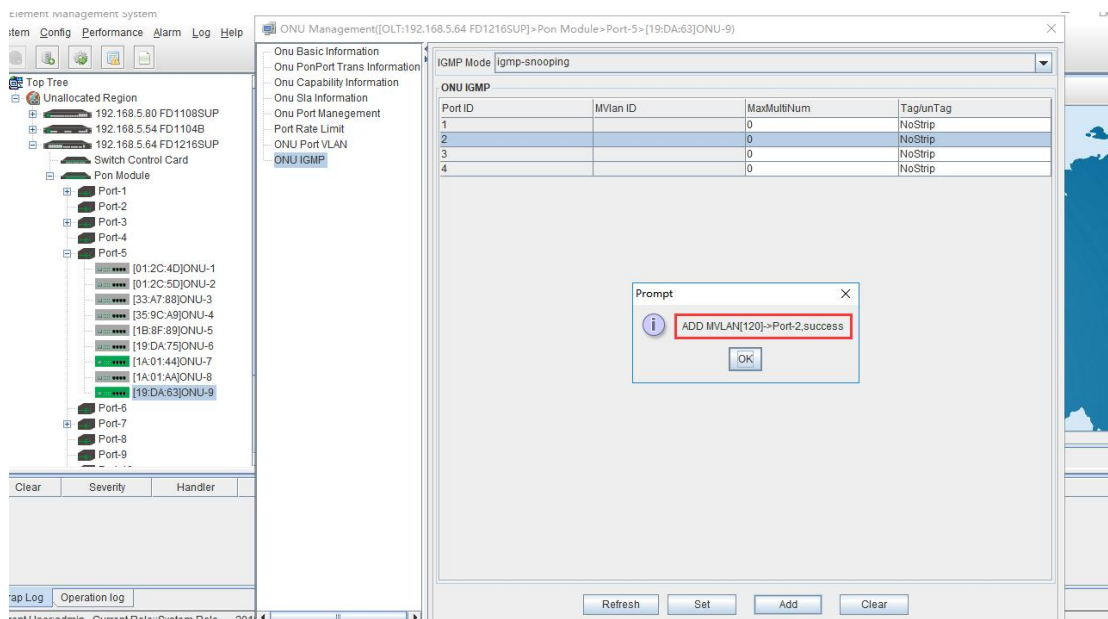 Element Management System
stem Config Performance Alarm Log Help
Top Tree
Unallocated Region
192.168.5.80 FD1108SUP
192.168.5.54 FD1104B
192.168.5.64 FD1216SUP
Switch Control Card
Pon Module
Port-1
Port-2
Port-3
Port-4
Port-5
[01:2C:4D]ONU-1
[01:2C:5D]ONU-2
[33:A7:88]ONU-3
[35:9C:A9]ONU-4
[1B:8F:89]ONU-5
[19:DA:75]ONU-6
[1A:01:44]ONU-7
[1A:01:AA]ONU-8
[19:DA:63]ONU-9
Port-6
Port-7
Port-8
Port-9
Clear Severity Handler
rap Log Operation log
ONU Management([OLT:192.168.5.64 FD1216SUP]>Pon Module>Port-5>[19:DA:63]ONU-9)
Onu Basic Information
Onu PonPort Trans Information
Onu Capability Information
Onu Sla Information
Onu Port Manegement
Port Rate Limit
ONU Port VLAN
ONU IGMP
IGMP Mode igmp-snooping
ONU IGMP
Port ID MVlan ID MaxMultiNum Tag/unTag
1 0 NoStrip
2 0 NoStrip
3 0 NoStrip
4 0 NoStrip
Prompt
ADD MVLAN[120]->Port-2,success
OK
Refresh Set Add Clear